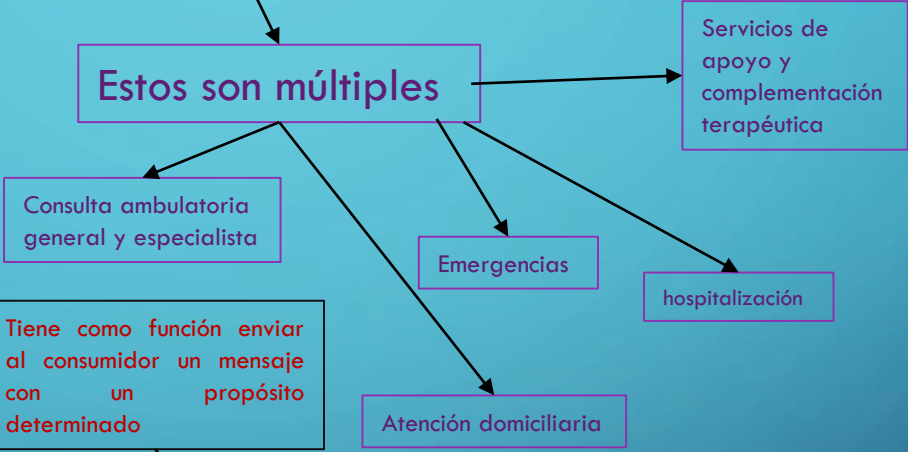 Servicios de
apoyo y
complementación
terapéutica
Estos son múltiples
Consulta ambulatoria
general y especialista
Emergencias
hospitalización
Tiene como función enviar
al consumidor un mensaje
con un propósito
determinado
Atención domiciliaria